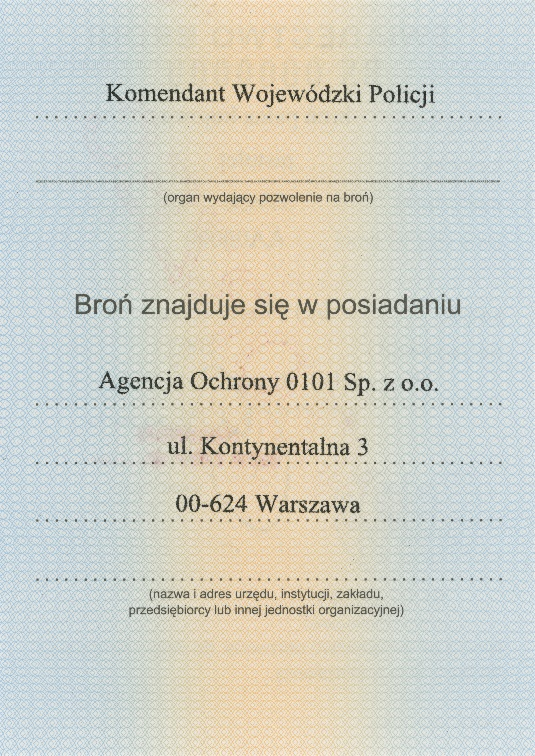 Komendant Wojewódzki Policji
(organ wydający pozwolenie na broń)
Broń znajduje się w posiadaniu
Agencja Ochrony 0101 Sp. z o.o.
ul. Kontynentalna 3
00-624 Warszawa
(nazwa i adres urzędu, instytucji, zakładu,
przedsiębiorcy lub innej jednostki organizacyjnej)